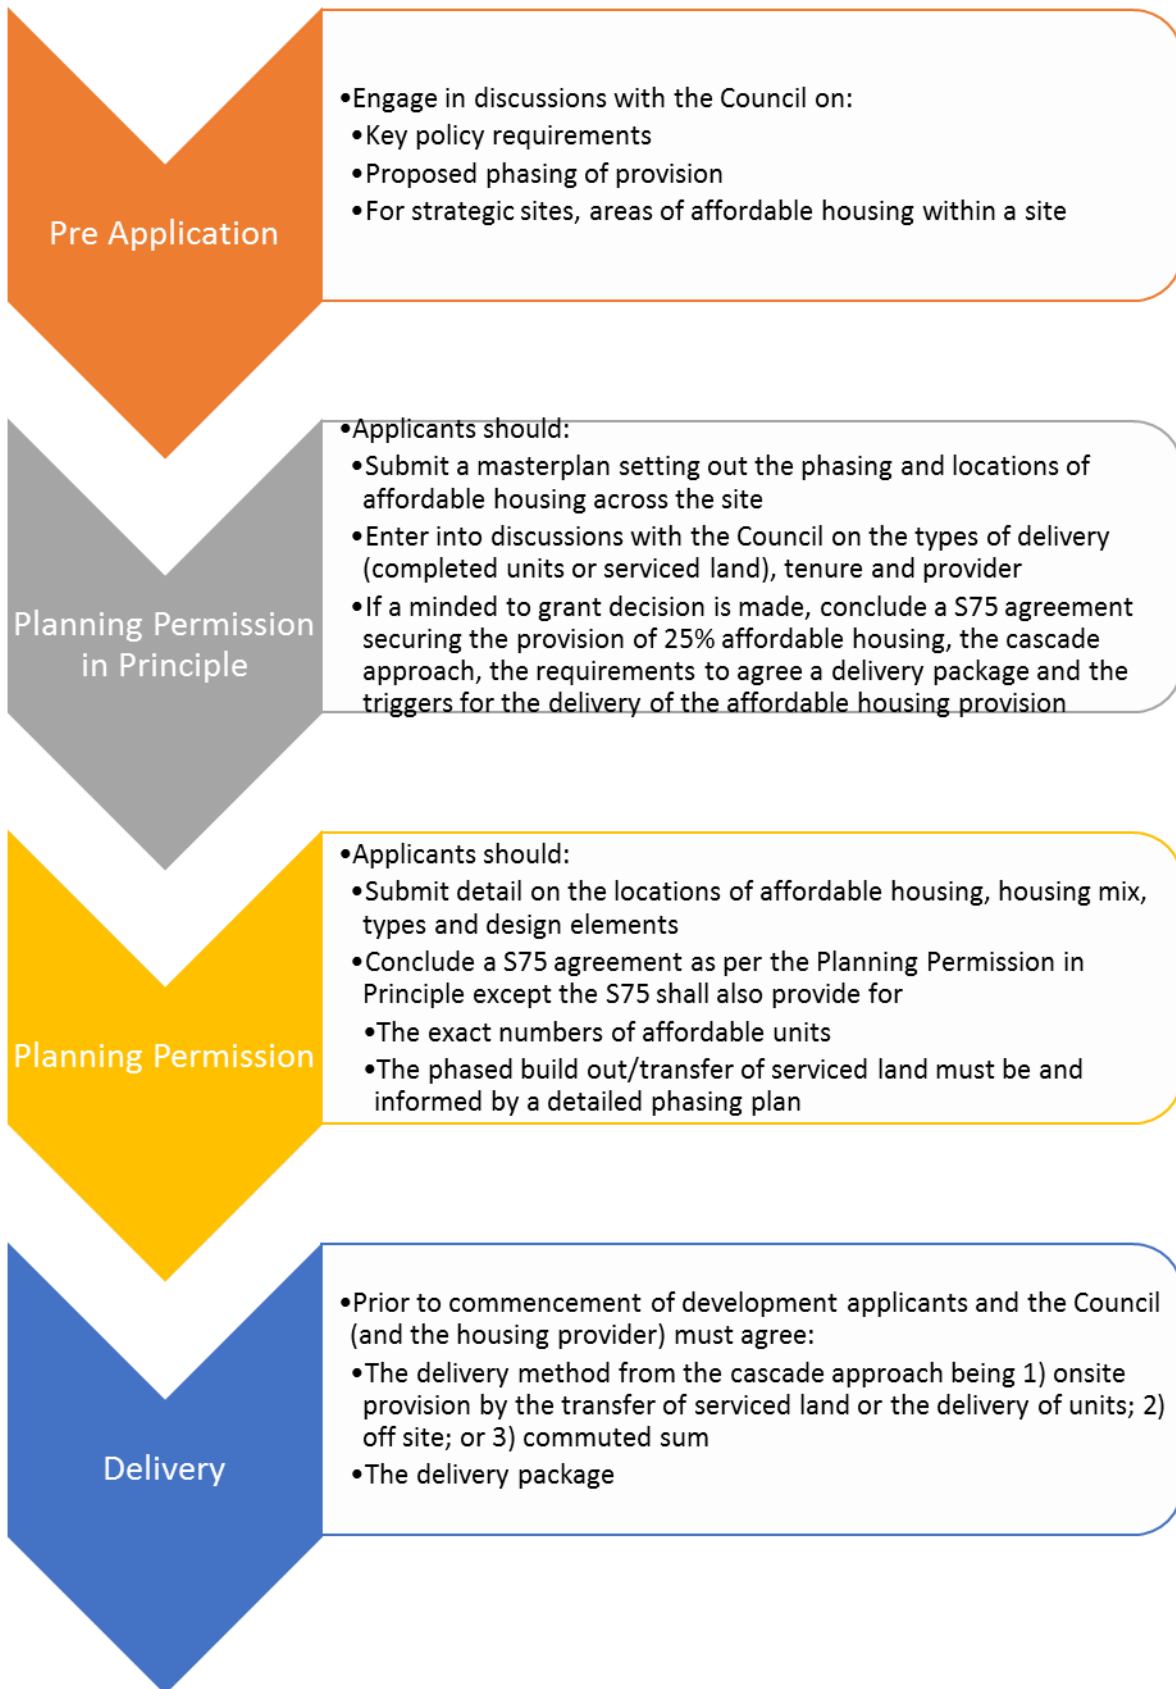 Pre Application
•Engage in discussions with the Council on:
•Key policy requirements
•Proposed phasing of provision
•For strategic sites, areas of affordable housing within a site
Planning Permission
in Principle
•Applicants should:
•Submit a masterplan setting out the phasing and locations of
affordable housing across the site
•Enter into discussions with the Council on the types of delivery
(completed units or serviced land), tenure and provider
•If a minded to grant decision is made, conclude a S75 agreement
securing the provision of 25% affordable housing, the cascade
approach, the requirements to agree a delivery package and the
triggers for the delivery of the affordable housing provision
Planning Permission
•Applicants should:
•Submit detail on the locations of affordable housing, housing mix,
types and design elements
•Conclude a S75 agreement as per the Planning Permission in
Principle except the S75 shall also provide for
•The exact numbers of affordable units
•The phased build out/transfer of serviced land must be and
informed by a detailed phasing plan
Delivery
•Prior to commencement of development applicants and the Council
(and the housing provider) must agree:
•The delivery method from the cascade approach being 1) onsite
provision by the transfer of serviced land or the delivery of units; 2)
off site; or 3) commuted sum
•The delivery package